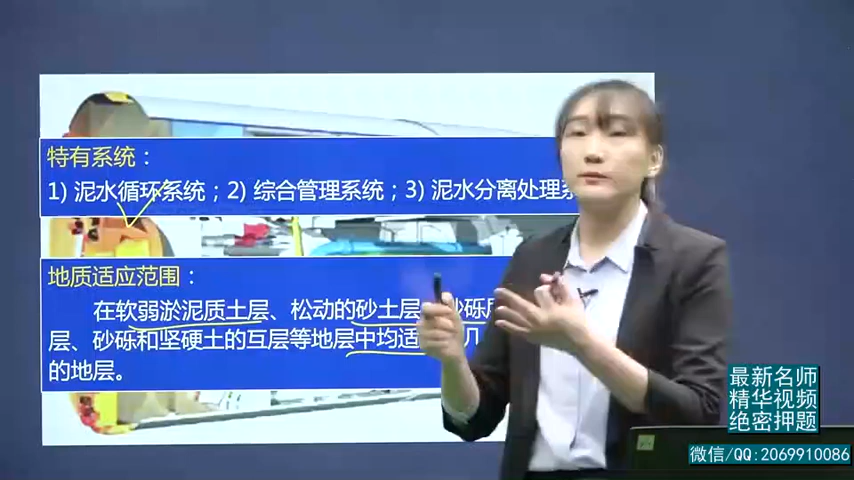 特有系统：
1) 泥水循环系统；2) 综合管理系统；3) 泥水分离处理系
地质适应范围：
在软弱淤泥质土层、松动的砂土层、砂砾层
层、砂砾和坚硬土的互层等地层中均适
的地层。
最新名师
精华视频
绝密押题
微信/QQ:2069910086